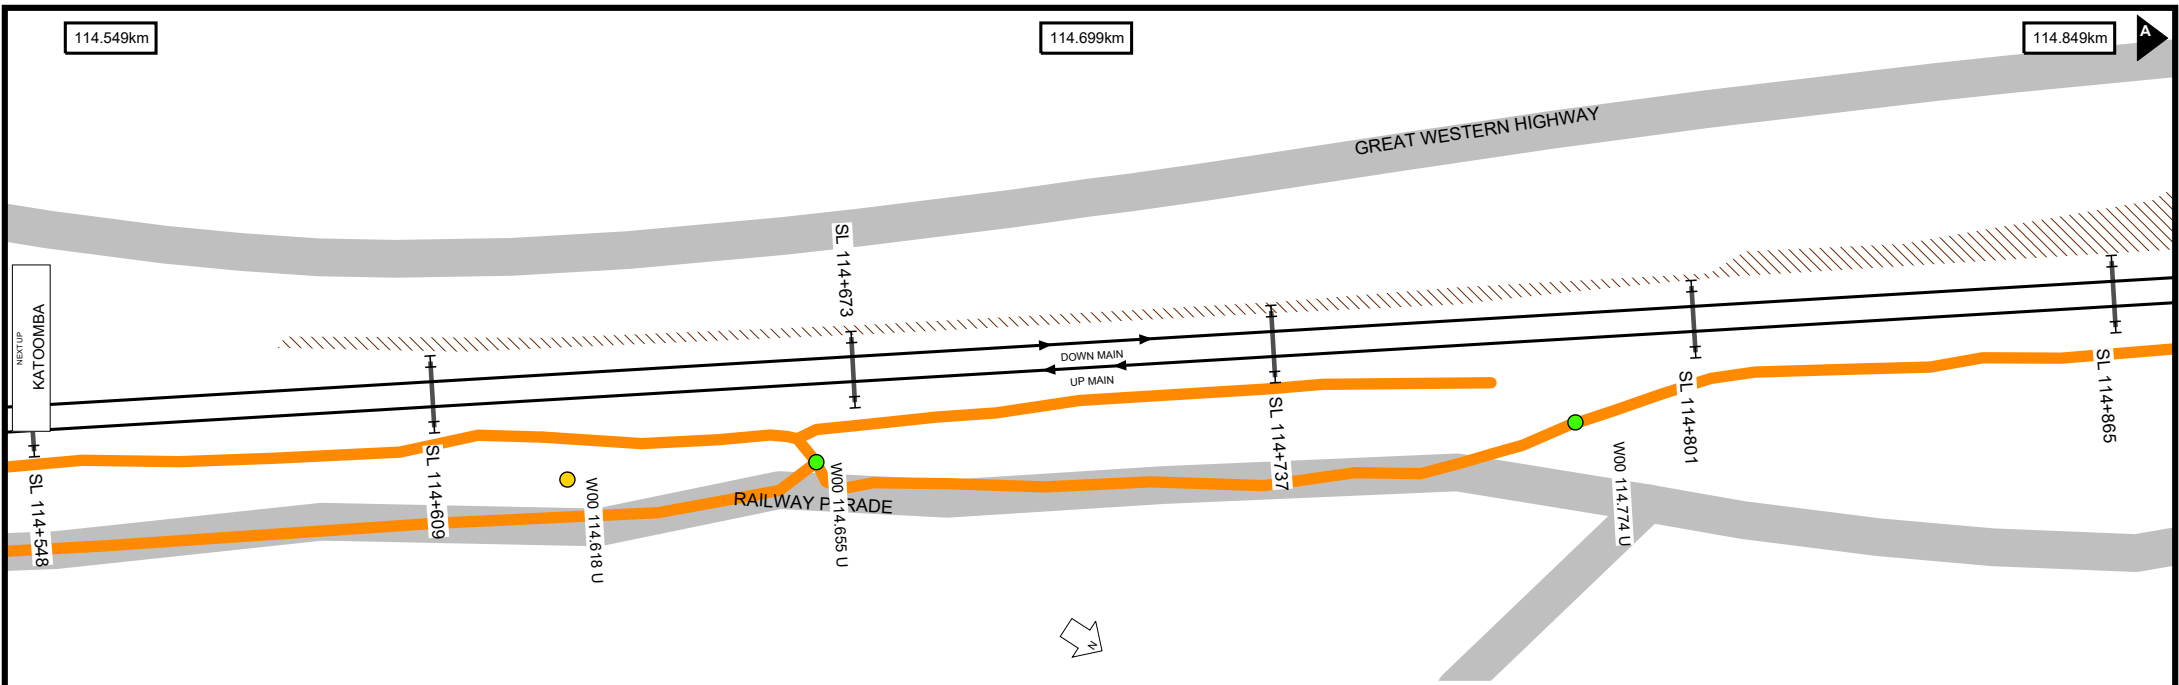 114.549km
114.699km
114.849km
A
GREAT WESTERN HIGHWAY
SL 114+673
NEXT UP
KATOOMBA
DOWN MAIN
UP MAIN
SL 114+548
SL 114+609
W00 114.618 U
RAILWAY PARADE
W00 114.655 U
SL 114+737
W00 114.774 U
SL 114+801
SL 114+865
N